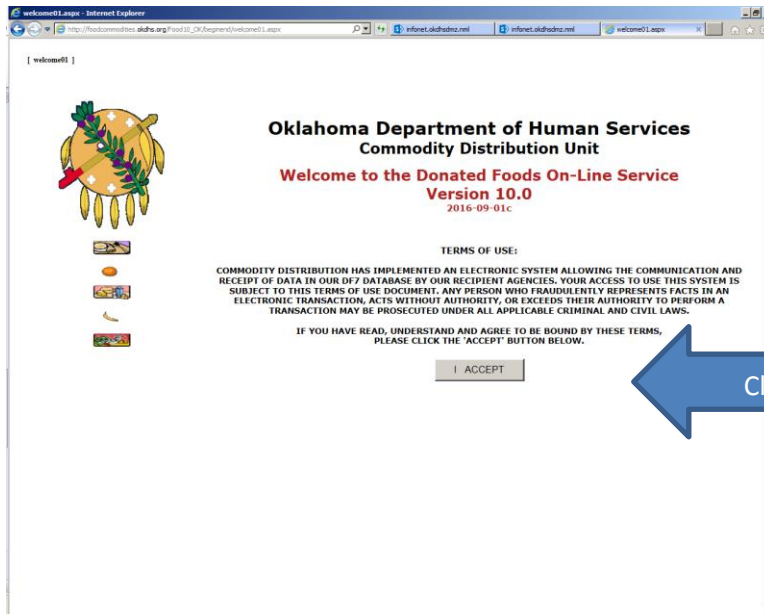 welcome01.aspx - Internet Explorer
http://foodcommodities.okdhs.org/Food10_OK/begmend/welcome01.aspx
infonet.okdhsdmz.nml
infonet.okdhsdmz.nml
welcome01.aspx
[ welcome01 ]
Oklahoma Department of Human Services
Commodity Distribution Unit
Welcome to the Donated Foods On-Line Service
Version 10.0
2016-09-01c
TERMS OF USE:
COMMODITY DISTRIBUTION HAS IMPLEMENTED AN ELECTRONIC SYSTEM ALLOWING THE COMMUNICATION AND
RECEIPT OF DATA IN OUR DF7 DATABASE BY OUR RECIPIENT AGENCIES. YOUR ACCESS TO USE THIS SYSTEM IS
SUBJECT TO THIS TERMS OF USE DOCUMENT. ANY PERSON WHO FRAUDULENTLY REPRESENTS FACTS IN AN
ELECTRONIC TRANSACTION, ACTS WITHOUT AUTHORITY, OR EXCEEDS THEIR AUTHORITY TO PERFORM A
TRANSACTION MAY BE PROSECUTED UNDER ALL APPLICABLE CRIMINAL AND CIVIL LAWS.
IF YOU HAVE READ, UNDERSTAND AND AGREE TO BE BOUND BY THESE TERMS,
PLEASE CLICK THE 'ACCEPT' BUTTON BELOW.
I ACCEPT